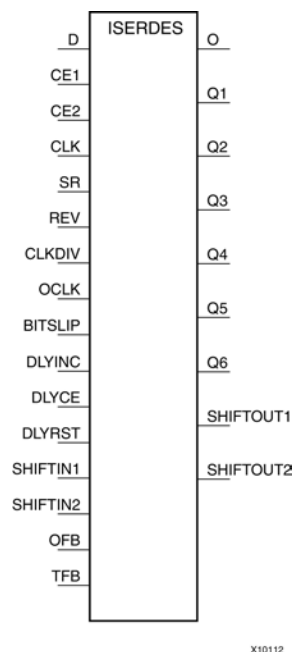 ISERDES
D
O
CE1
Q1
CE2
CLK
Q2
SR
Q3
REV
CLKDIV
Q4
OCLK
Q5
BITSLIP
DLYINC
Q6
DLYCE
SHIFTOUT1
DLYRST
SHIFTIN1
SHIFTOUT2
SHIFTIN2
OFB
TFB
X10112